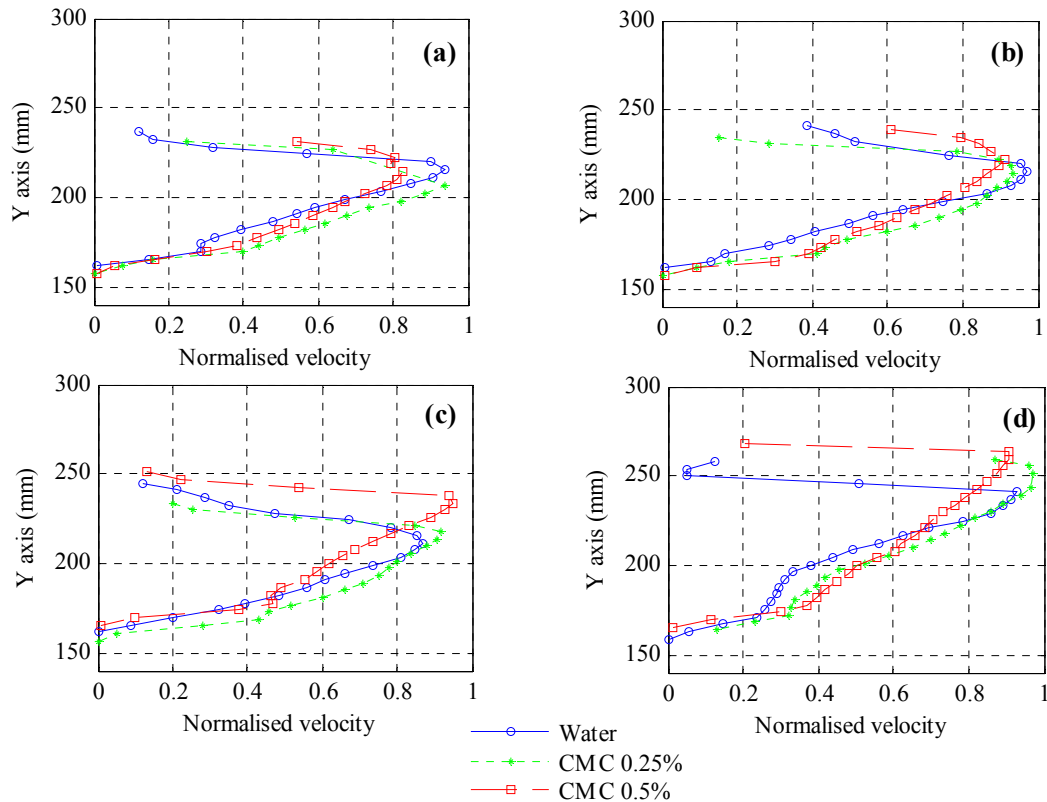 300
250
200
150
Y axis (mm)
(a)
0 0.2 0.4 0.6 0.8 1
Normalised velocity
300
250
200
150
Y axis (mm)
(b)
0 0.2 0.4 0.6 0.8 1
Normalised velocity
300
250
200
150
Y axis (mm)
(c)
0 0.2 0.4 0.6 0.8 1
Normalised velocity
300
250
200
150
Y axis (mm)
(d)
0 0.2 0.4 0.6 0.8 1
Normalised velocity
Water
CMC 0.25%
CMC 0.5%